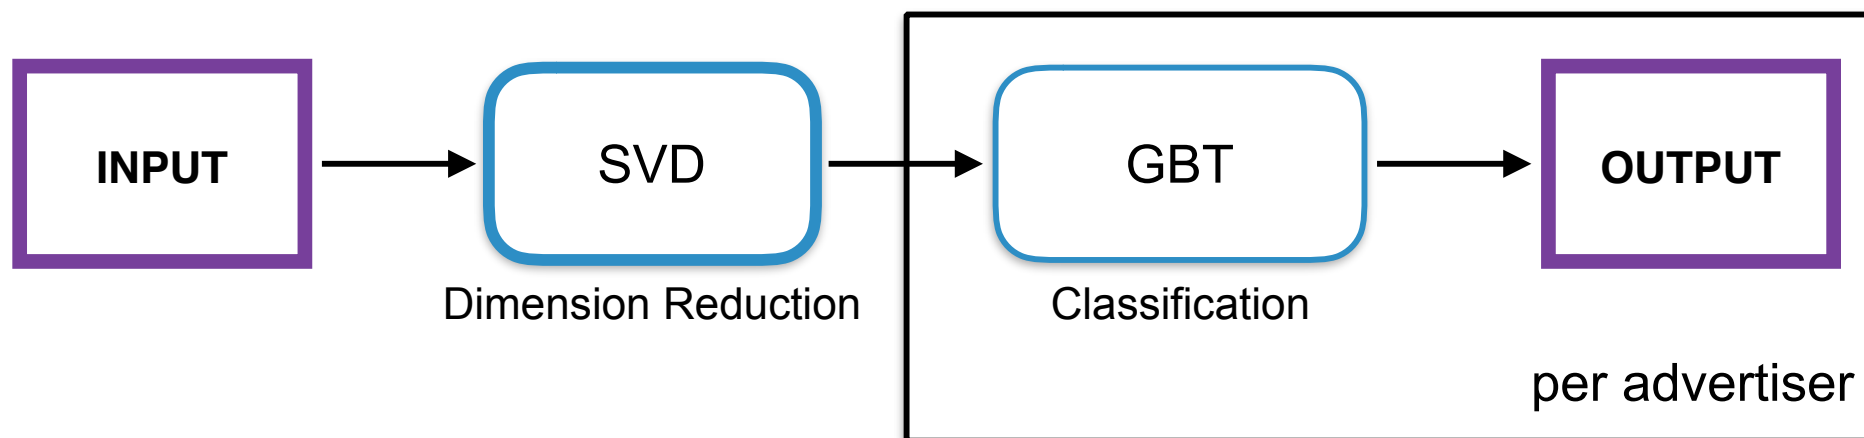 INPUT
SVD
GBT
OUTPUT
Dimension Reduction
Classification
per advertiser